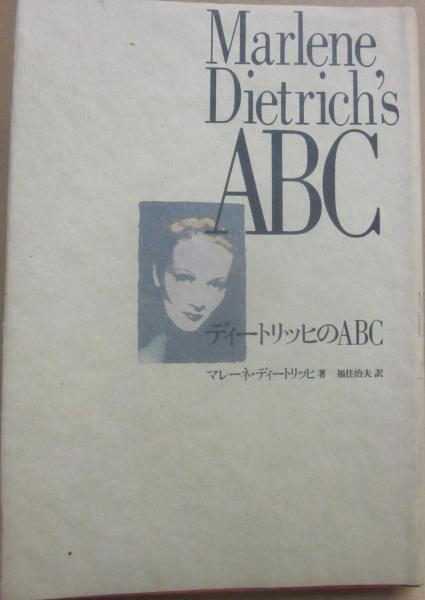 Marlene
Dietrich's
ABC
ディートリッヒのABC
マレーネ・ディートリッヒ 著 福住治夫 訳